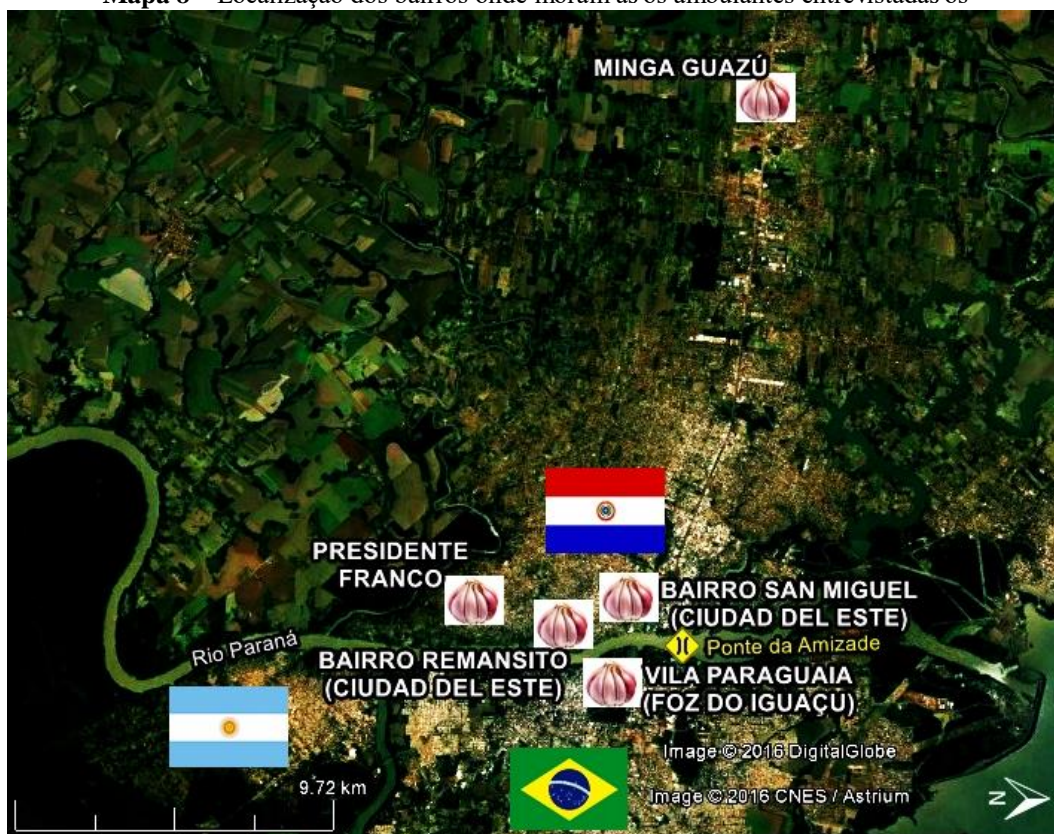 Mapa 8 – Localização dos bairros onde moram as os ambulantes entrevistadas os
MINGA GUAZÚ
PRESIDENTE
FRANCO
BAIRRO SAN MIGUEL
(CIUDAD DEL ESTE)
Ponte da Amizade
Rio Paraná
BAIRRO REMANSITO
(CIUDAD DEL ESTE)
VILA PARAGUAIA
(FOZ DO IGUAÇU)
Image © 2016 DigitalGlobe
9.72 km
Image © 2016 CNES / Astrium
N